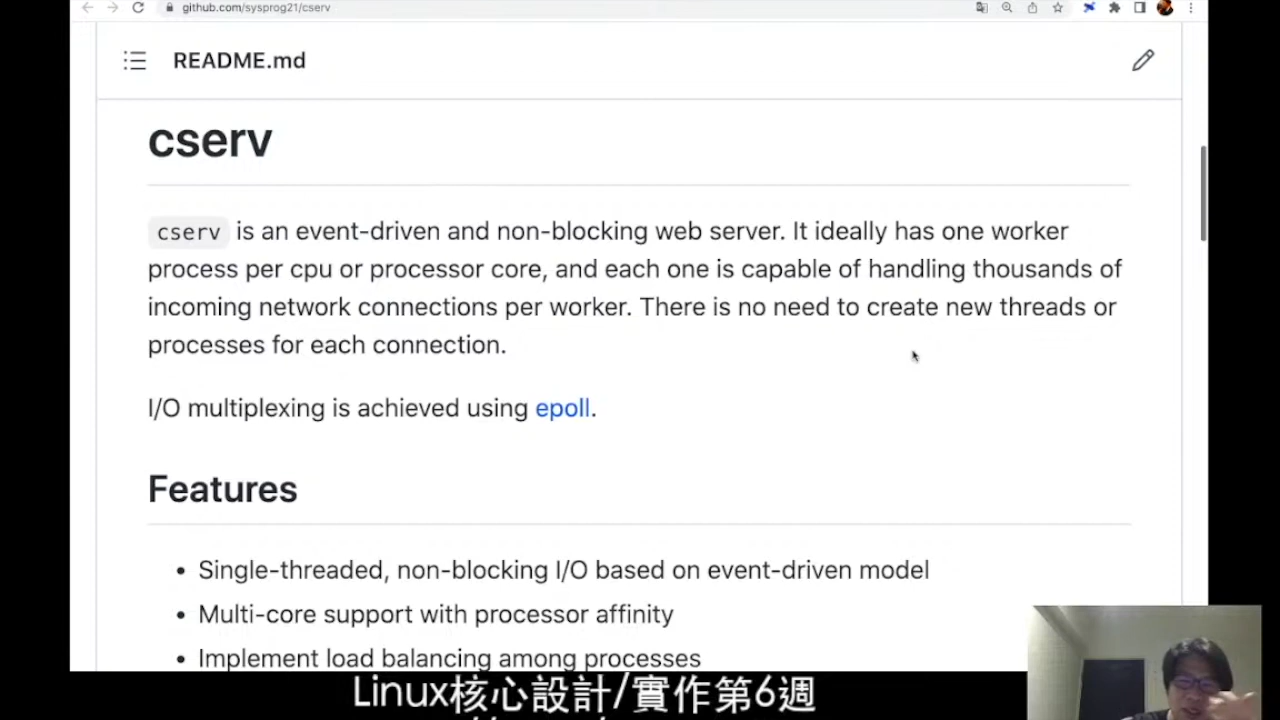 github.com/sysprog21/cserv
README.md
cserv
cserv is an event-driven and non-blocking web server. It ideally has one worker
process per cpu or processor core, and each one is capable of handling thousands of
incoming network connections per worker. There is no need to create new threads or
processes for each connection.
I/O multiplexing is achieved using epoll.
Features
• Single-threaded, non-blocking I/O based on event-driven model
• Multi-core support with processor affinity
• Implement load balancing among processes
Linux核心設計/實作第6週